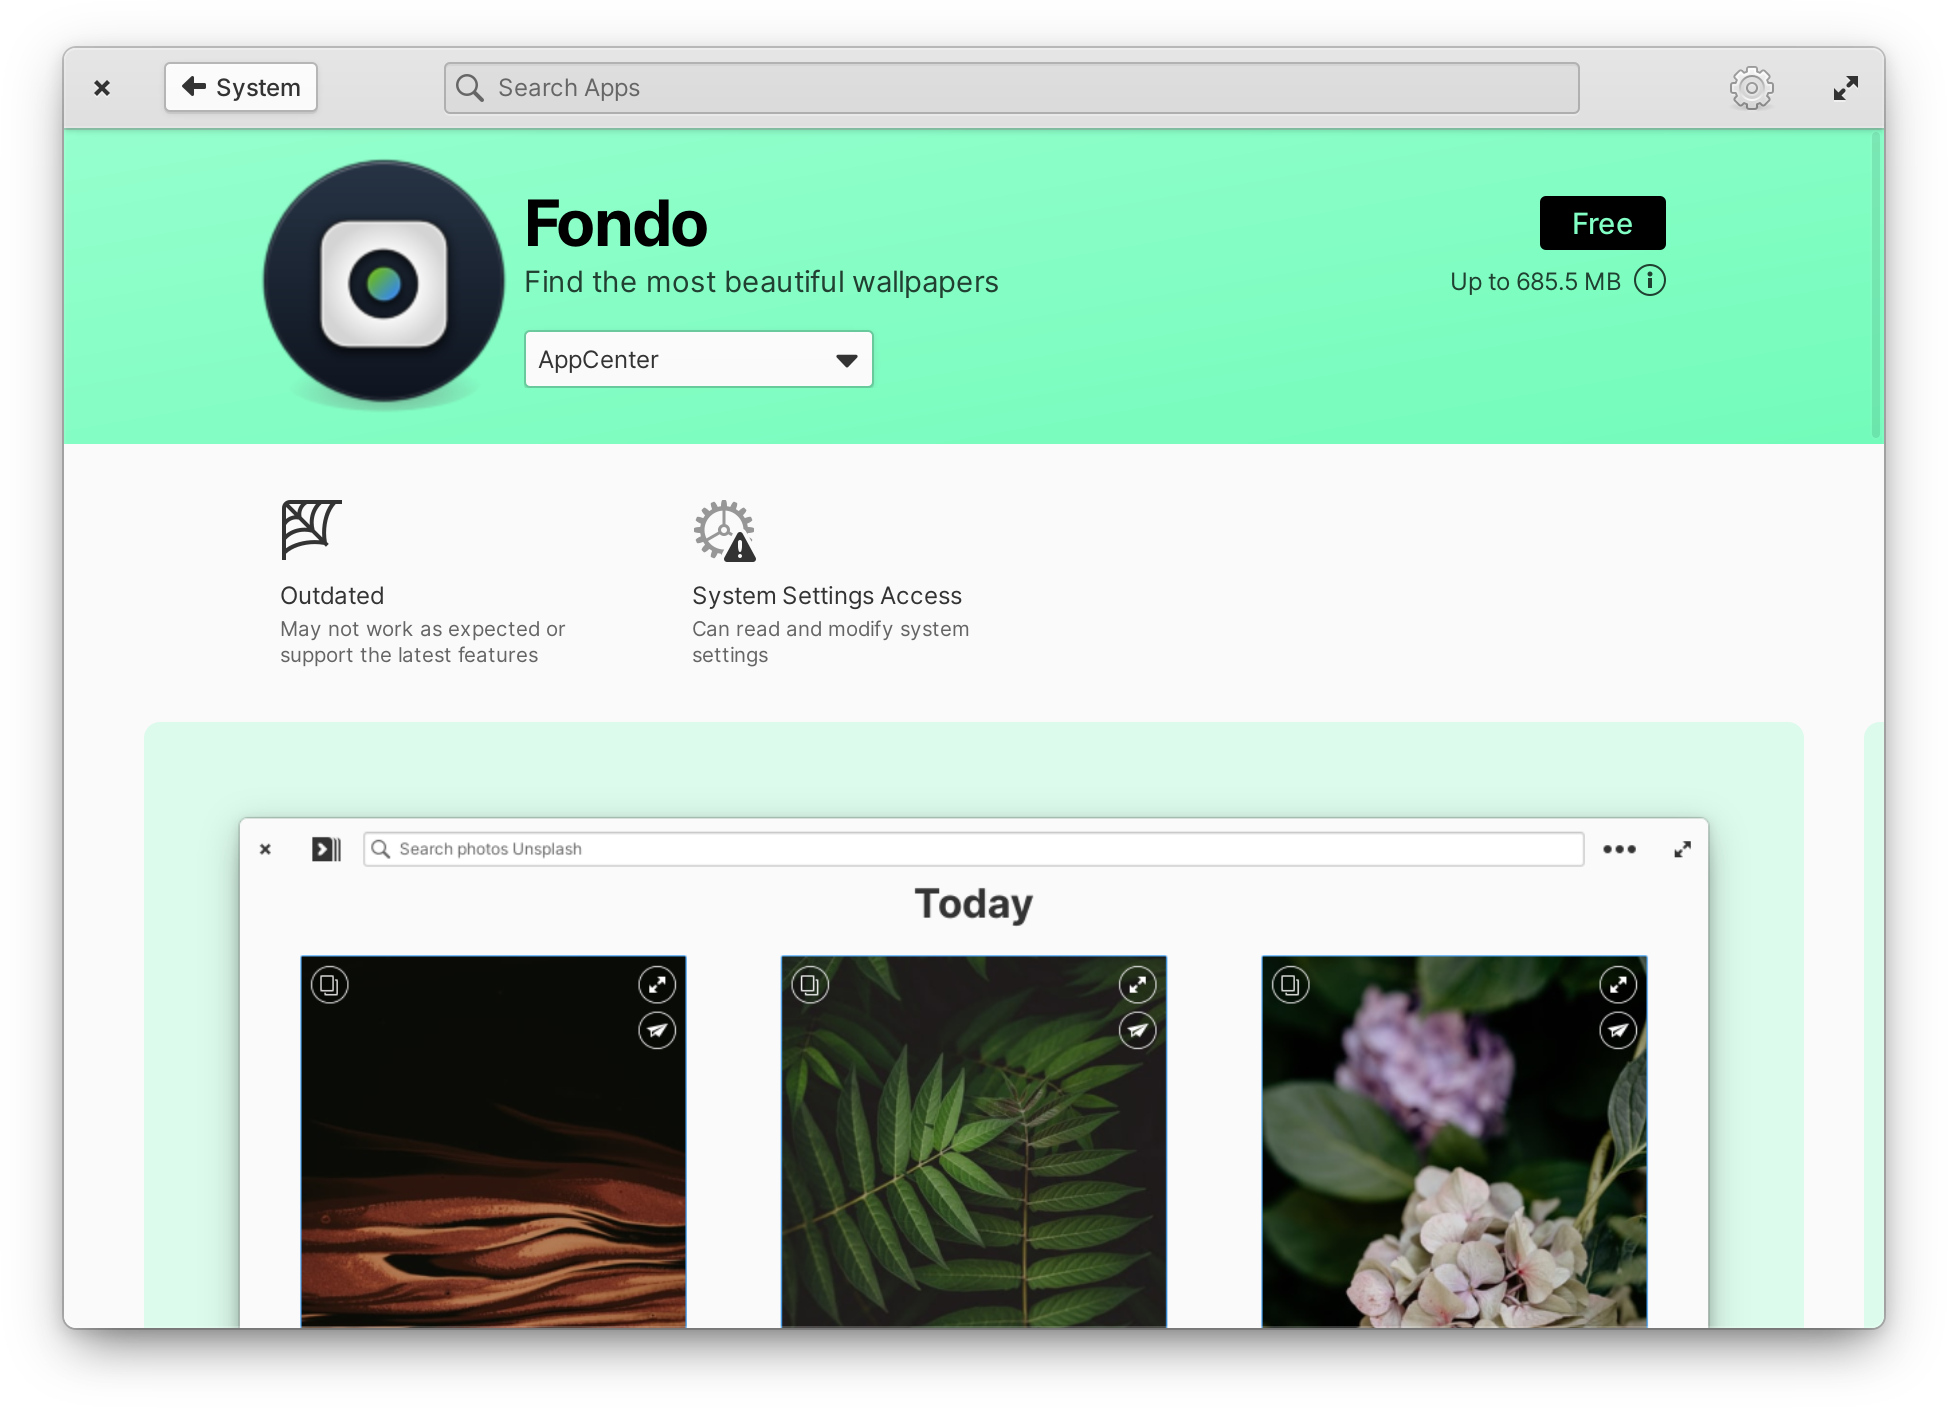 System
Search Apps
Fondo
Find the most beautiful wallpapers
Free
Up to 685.5 MB
AppCenter
Outdated
May not work as expected or
support the latest features
System Settings Access
Can read and modify system
settings
Search photos Unsplash
Today